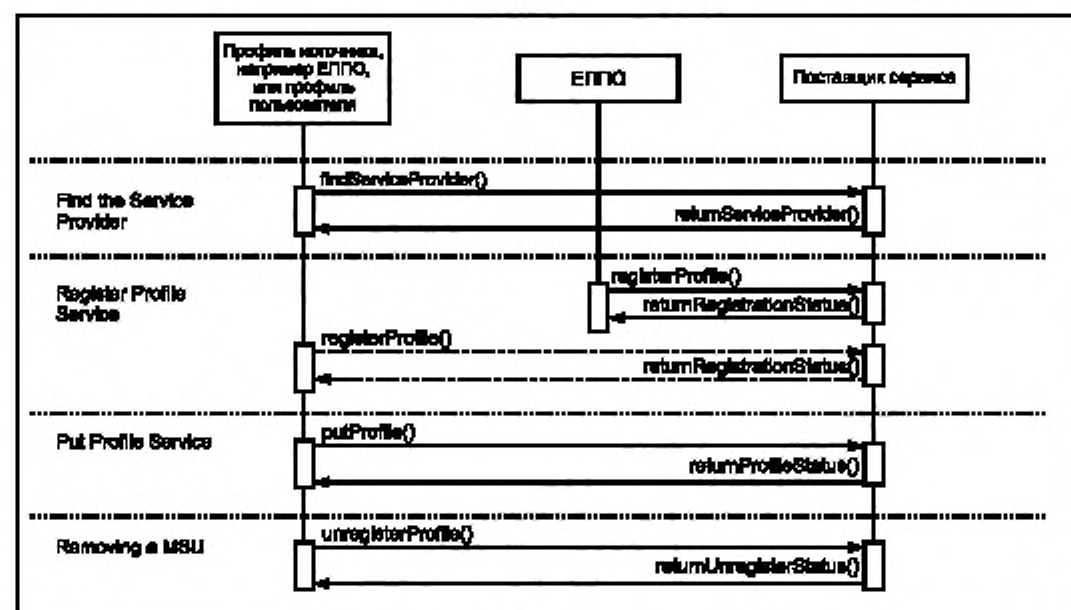 Профиль источника,
например ЕППО,
или профиль
пользователя
ЕППО
Поставщик сервиса
findServiceProvider()
Find the Service
Provider
returnServiceProvider()
registerProfile()
Register Profile
Service
returnRegistrationStatus()
registerProfile()
returnRegistrationStatus()
putProfile()
Put Profile Service
returnProfileStatus()
unregisterProfile()
Removing a MSU
returnUnregisterStatus()